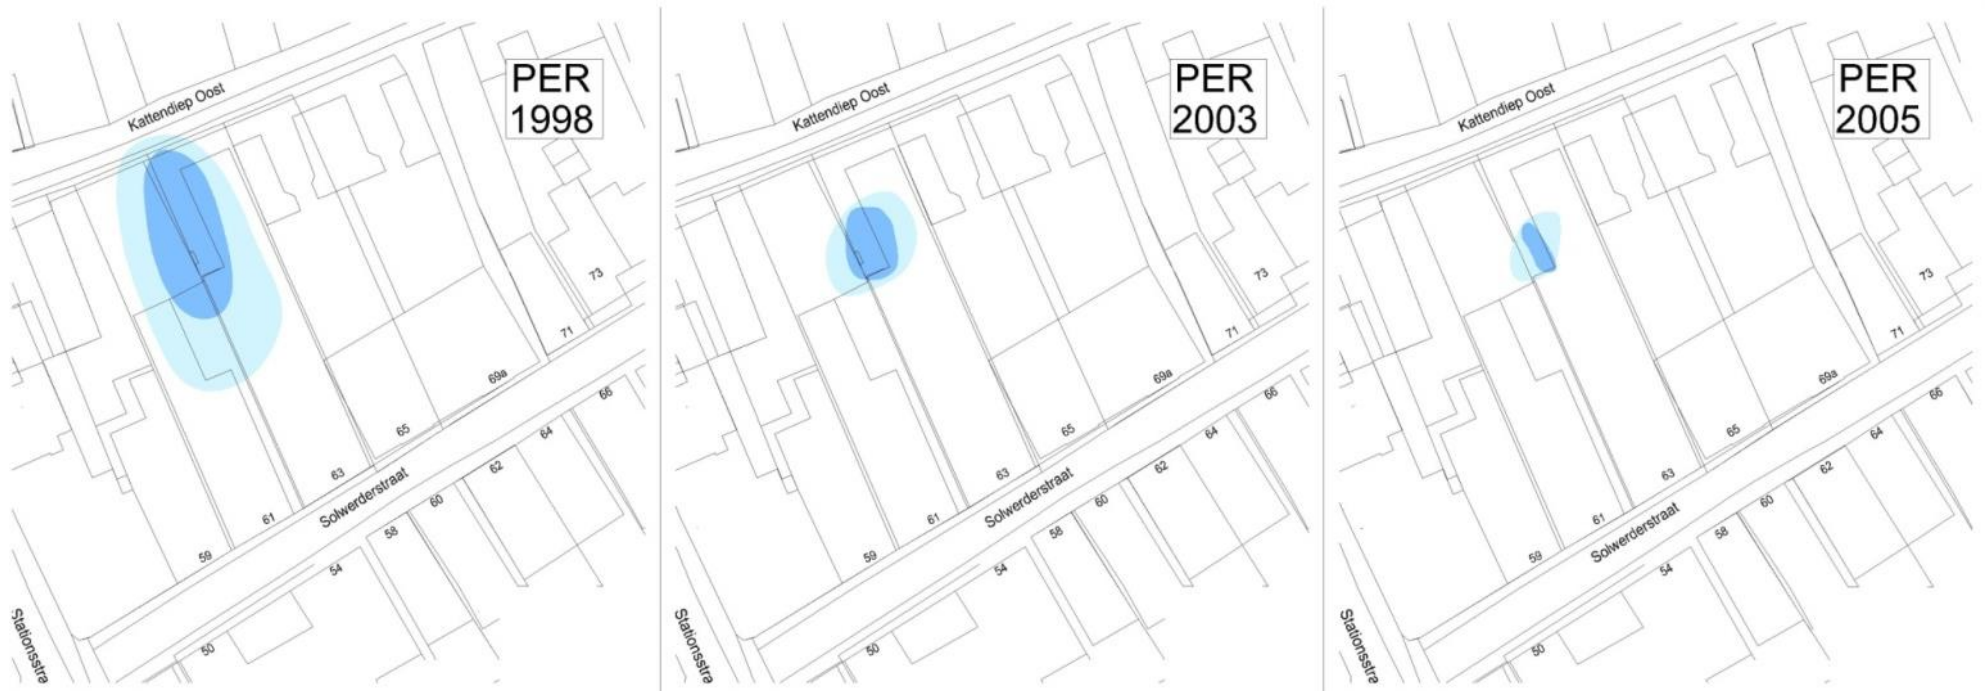 PER
1998
Kattendiep Oost
73
71
69a
66
65
64
63
62
Solwerderstraat
60
61
58
59
54
50
Stationsstra
PER
2003
Kattendiep Oost
73
71
69a
66
65
64
63
62
Solwerderstraat
60
61
58
59
54
50
Stationsstra
PER
2005
Kattendiep Oost
73
71
69a
66
65
64
63
62
Solwerderstraat
60
61
58
59
54
50
Stationsstra